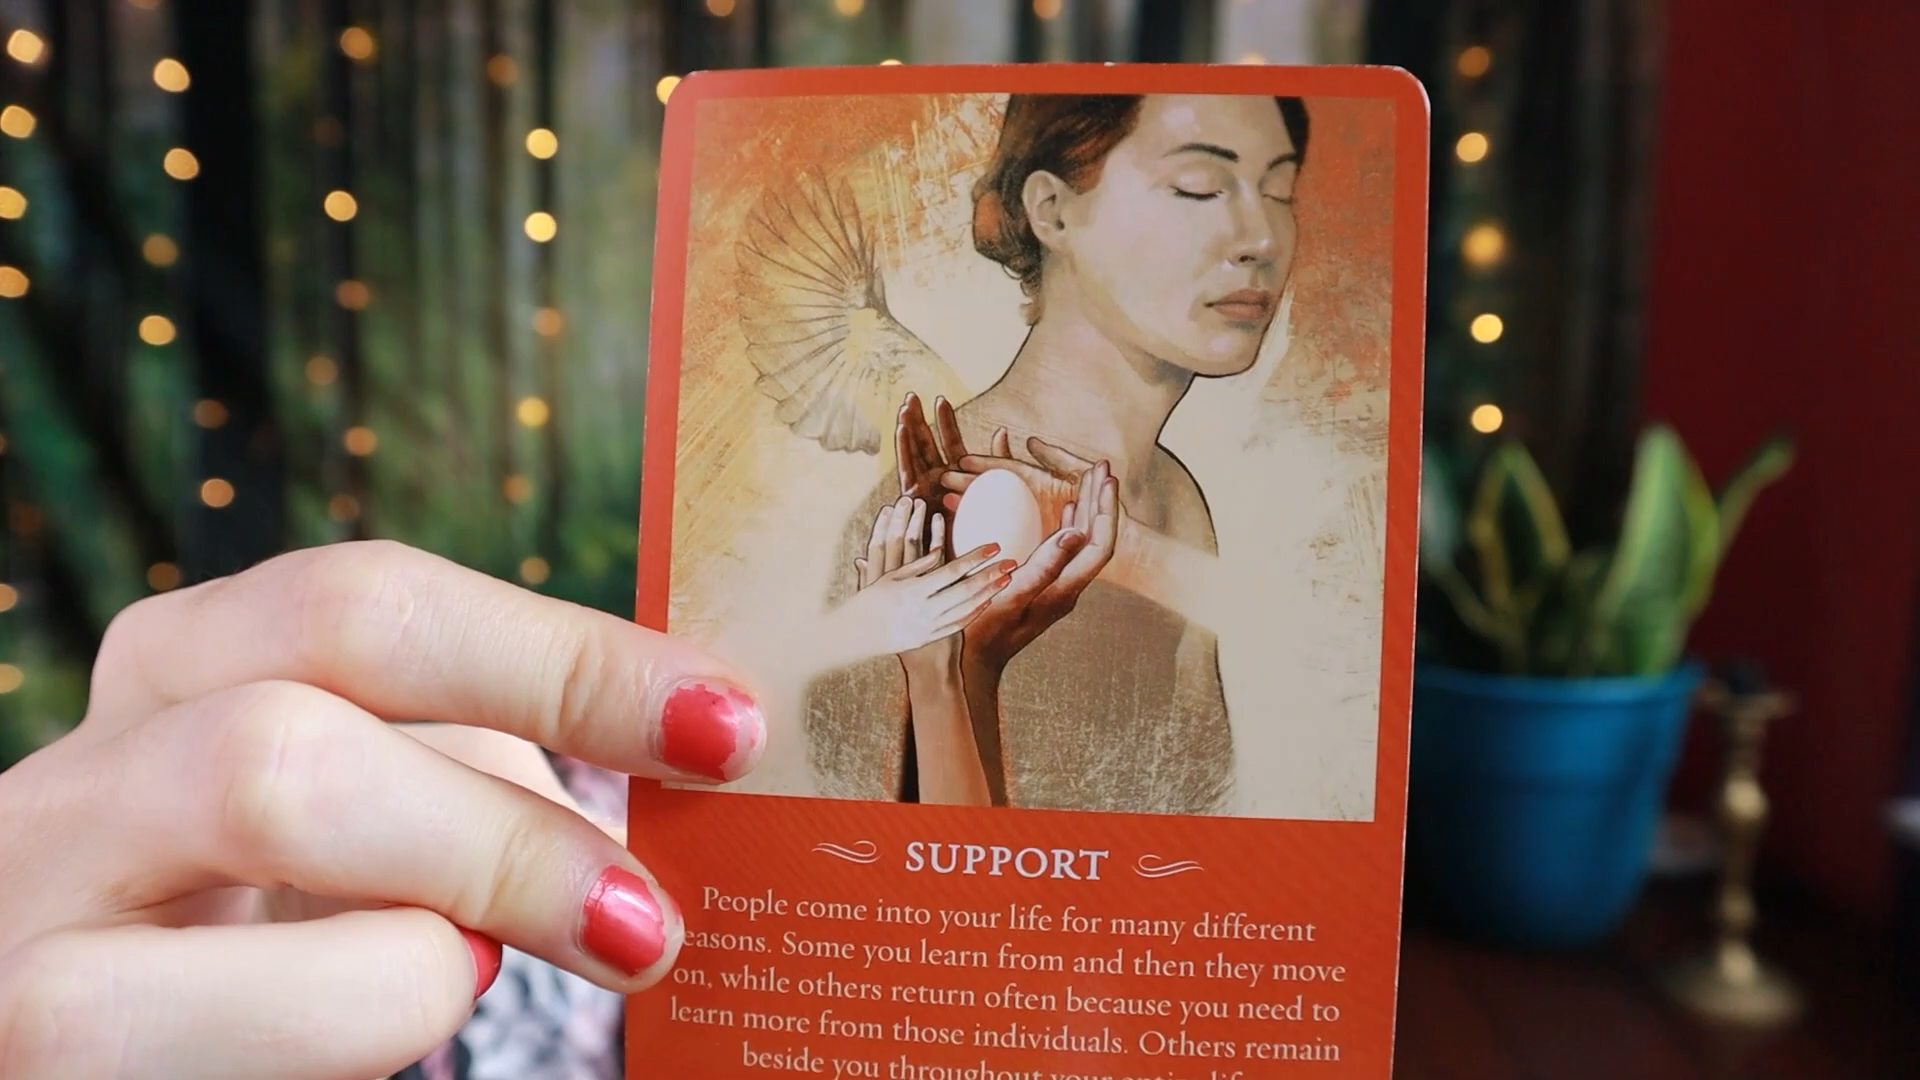 SUPPORT
People come into your life for many different
easons. Some you learn from and then they move
on, while others return often because you need to
learn more from those individuals. Others remain
beside you throughout your